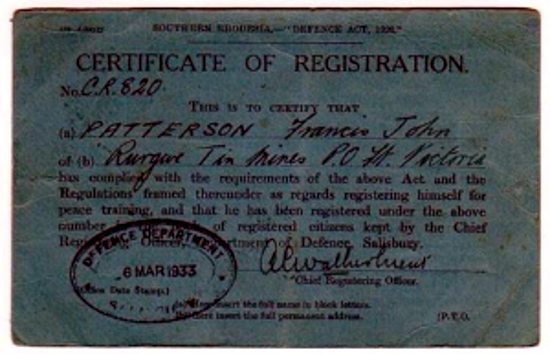 SOUTHERN RHODESIA.—"DEFENCE ACT, 1926."
CERTIFICATE OF REGISTRATION.
No. C.R.820
THIS IS TO CERTIFY THAT
(a) PATTERSON Francis John
of (b) Tin Mines P.O Ft. Victoria
has complied with the requirements of the above Act and the
Regulations framed thereunder as regards registering himself for
peace training, and that he has been registered under the above
number of registered citizens kept by the Chief
Officer, Department of Defence, Salisbury.
DEFENCE DEPARTMENT
6 MAR 1933
(Office Date Stamp.)
Chief Registering Officer.
insert the full name in block letters.
here insert the full permanent address.
(P.T.O.